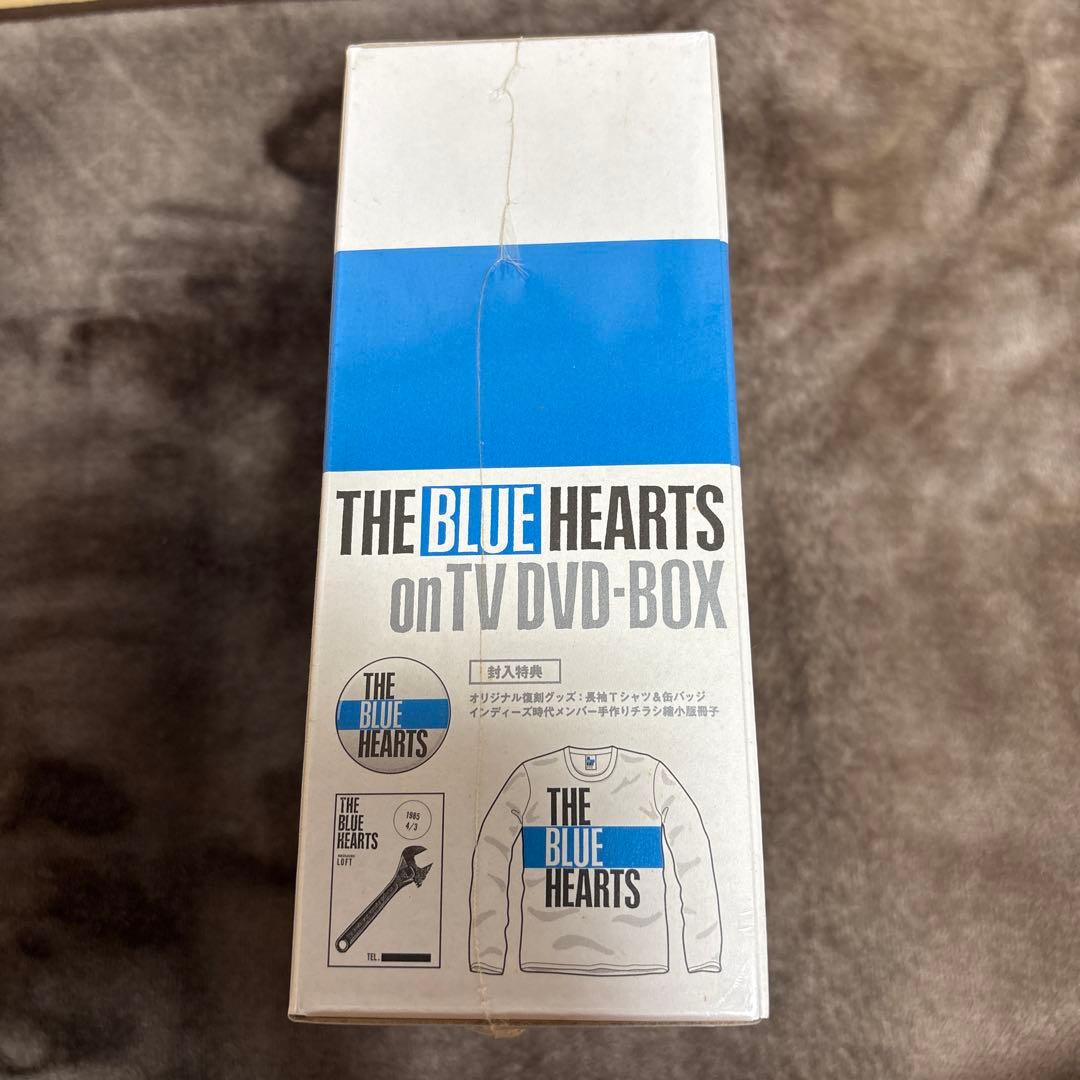 THE BLUE HEARTS
on TV DVD-BOX
封入特典
オリジナル復刻グッズ：長袖Tシャツ&缶バッジ
インディーズ時代メンバー手作りチラシ縮小版冊子
THE
BLUE
HEARTS
THE
BLUE
HEARTS
1985
4/3
LOFT
TEL.
THE
BLUE
HEARTS